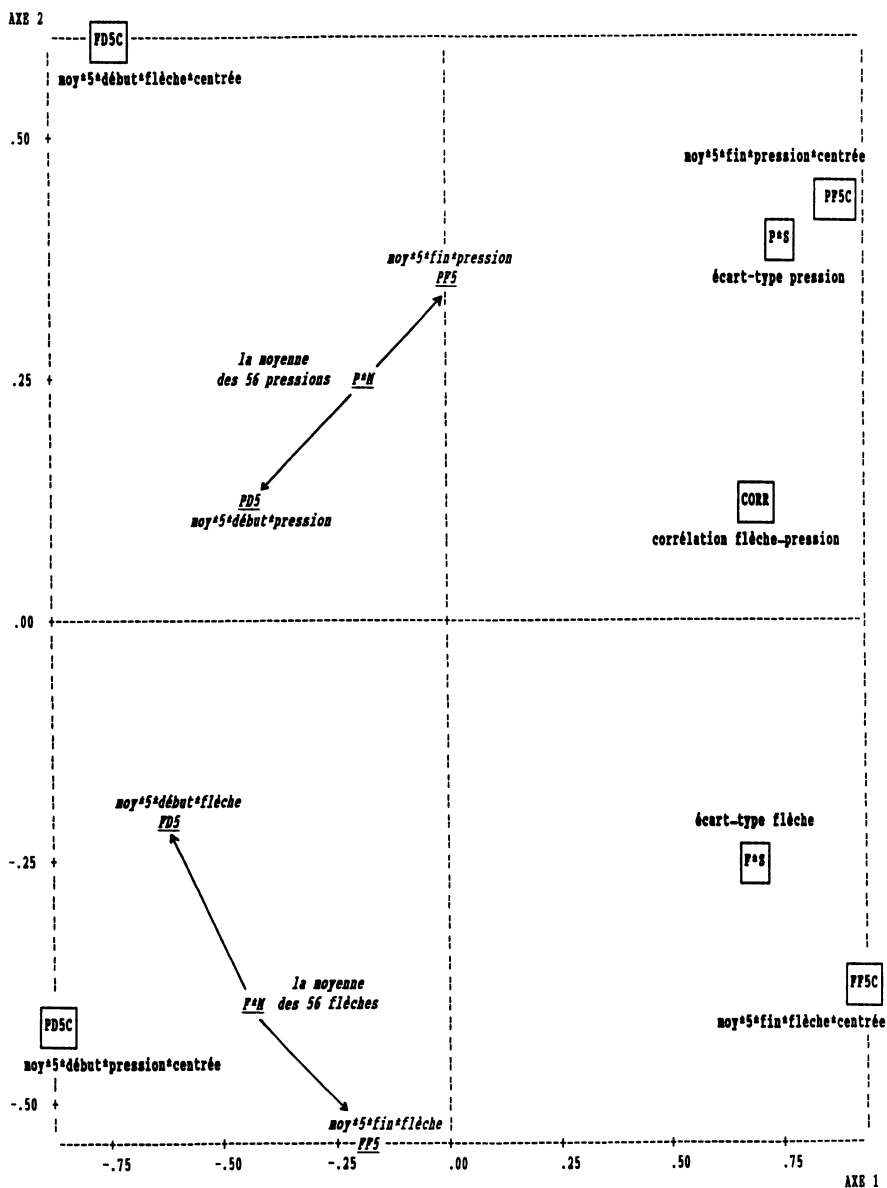 AXE 2
FD5C
moy*5*début*flèche*centrée
.50
moy*5*fin*pression*centrée
PF5C
P*S
écart-type pression
moy*5*fin*pression
PF5
la moyenne
des 56 pressions
P*M
.25
PD5
moy*5*début*pression
CORR
corrélation flèche-pression
.00
moy*5*début*flèche
FD5
écart-type flèche
F*S
-.25
la moyenne
des 56 flèches
F*M
FF5C
moy*5*fin*flèche*centrée
PD5C
moy*5*début*pression*centrée
-.50
moy*5*fin*flèche
FF5
-.75 -.50 -.25 .00 .25 .50 .75
AXE 1